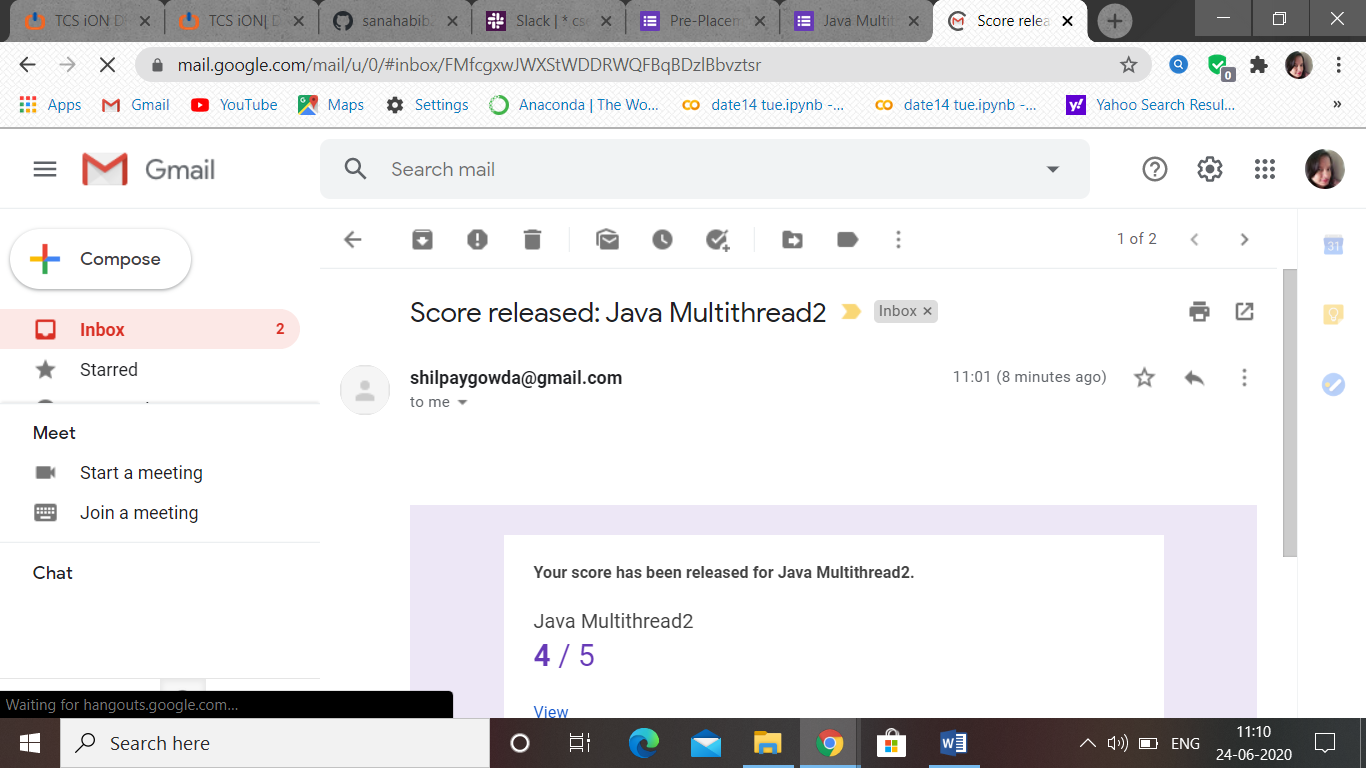 TCS iON D
TCS iON| D
sanahabib
Slack | * cse
Pre-Placem
Java Multit
Score relea
mail.google.com/mail/u/0/#inbox/FMfcgxwJWXStWDDRWQFBqBDzlBbvztsr
0
Apps
Gmail
YouTube
Maps
Settings
Anaconda | The Wo...
date14 tue.ipynb -...
date14 tue.ipynb -...
Yahoo Search Resul...
»
Gmail
Search mail
Compose
1 of 2
31
Inbox
2
Starred
Score released: Java Multithread2
Inbox ×
shilpaygowda@gmail.com
11:01 (8 minutes ago)
to me
Meet
Start a meeting
Join a meeting
Chat
Your score has been released for Java Multithread2.
Java Multithread2
4 / 5
View
Waiting for hangouts.google.com...
Search here
ENG
11:10
24-06-2020